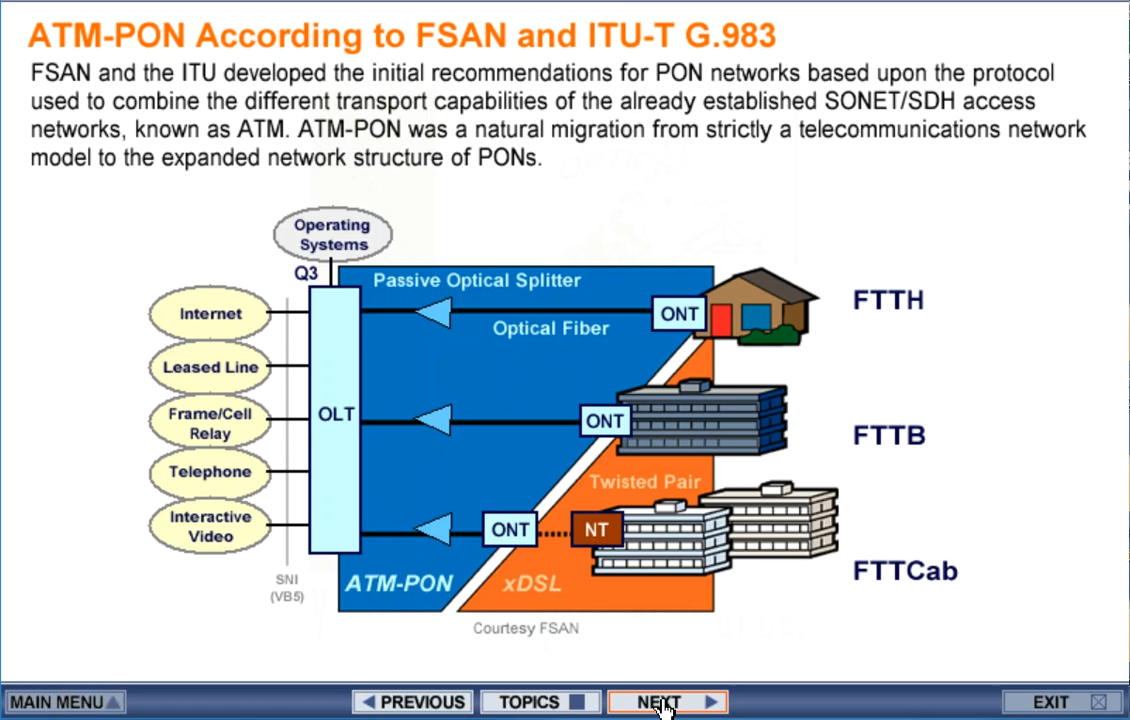 ATM-PON According to FSAN and ITU-T G.983
FSAN and the ITU developed the initial recommendations for PON networks based upon the protocol
used to combine the different transport capabilities of the already established SONET/SDH access
networks, known as ATM. ATM-PON was a natural migration from strictly a telecommunications network
model to the expanded network structure of PONs.
Operating
Systems
Q3
Passive Optical Splitter
Internet
ONT
FTTH
Optical Fiber
Leased Line
OLT
Frame/Cell
Relay
ONT
FTTB
Telephone
Twisted Pair
Interactive
Video
ONT
NT
FTTCab
SNI
(VB5)
ATM-PON
xDSL
Courtesy FSAN
MAIN MENU
PREVIOUS
TOPICS
NEXT
EXIT